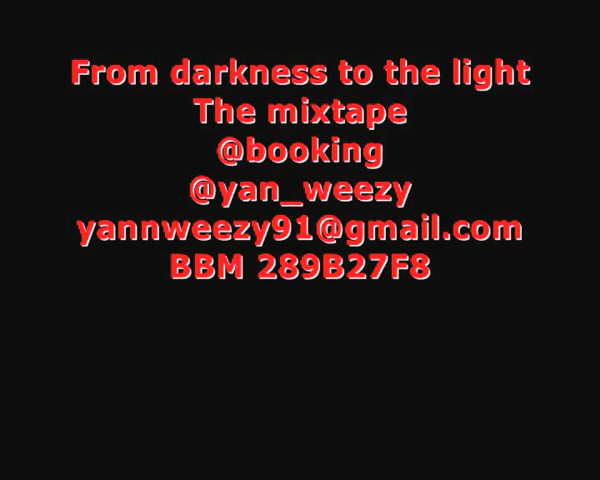 From darkness to the light
The mixtape
@booking
@yan_weezy
yannweezy91@gmail.com
BBM 289B27F8